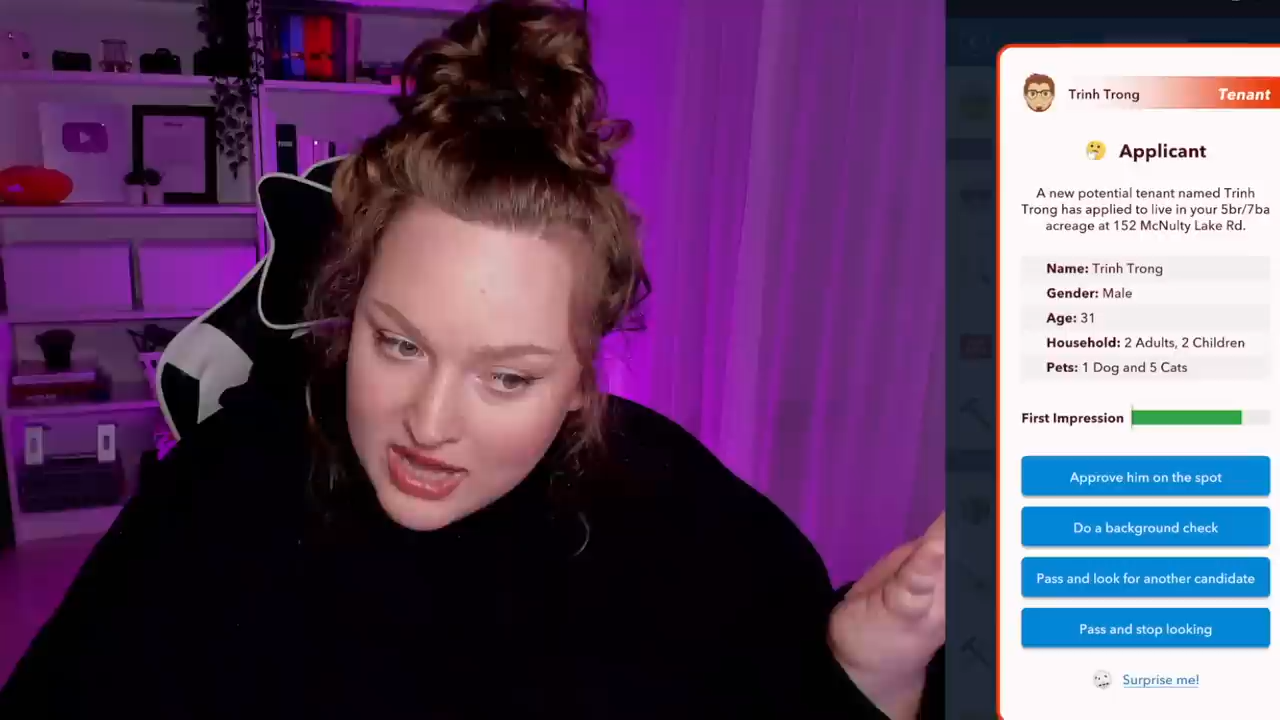 Trinh Trong
Tenant
Applicant
A new potential tenant named Trinh
Trong has applied to live in your 5br/7ba
acreage at 152 McNulty Lake Rd.
Name: Trinh Trong
Gender: Male
Age: 31
Household: 2 Adults, 2 Children
Pets: 1 Dog and 5 Cats
First Impression
Approve him on the spot
Do a background check
Pass and look for another candidate
Pass and stop looking
Surprise me!